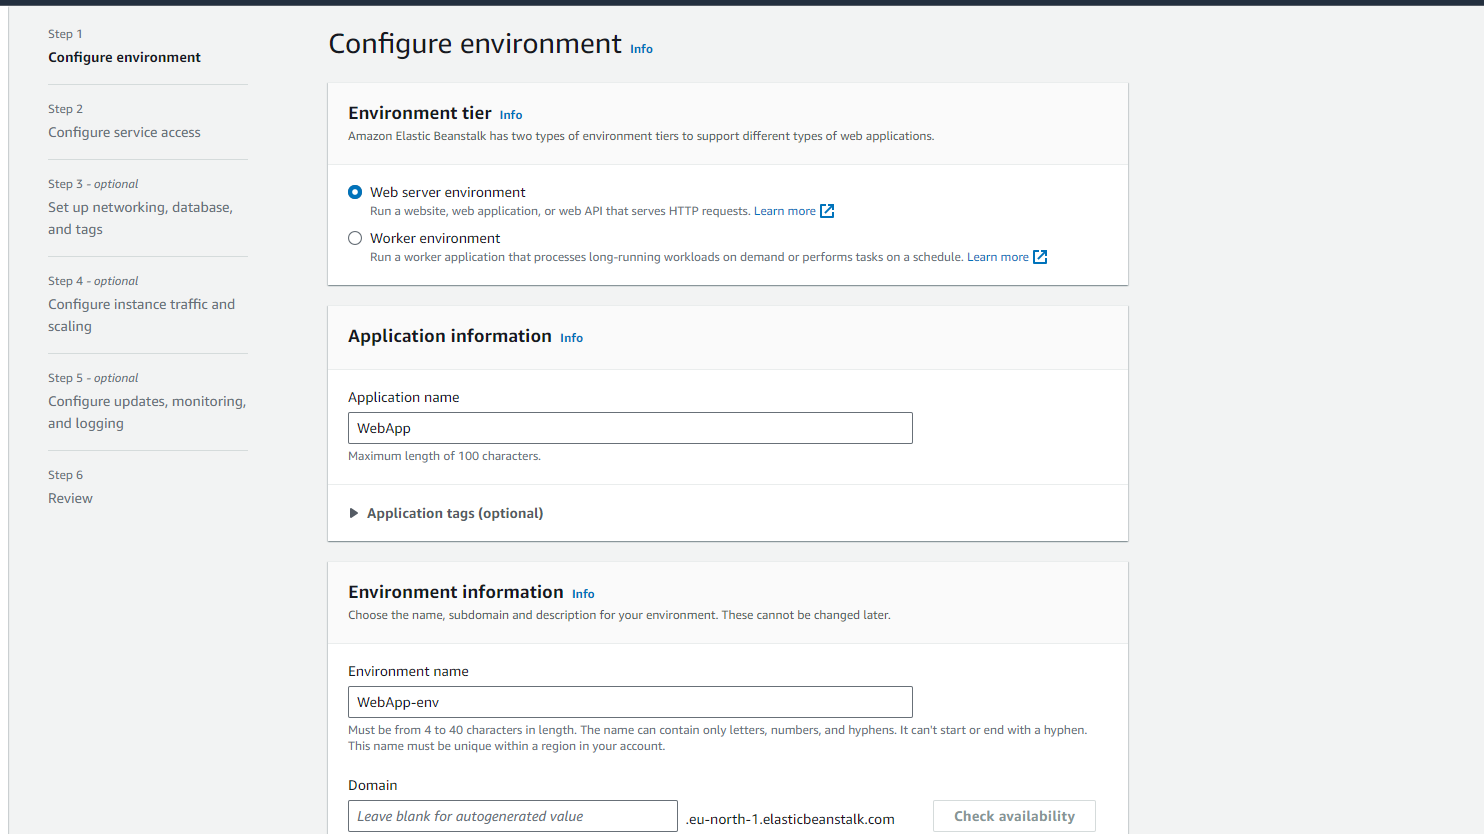 Step 1
Configure environment
Step 2
Configure service access
Step 3 - optional
Set up networking, database,
and tags
Step 4 - optional
Configure instance traffic and
scaling
Step 5 - optional
Configure updates, monitoring,
and logging
Step 6
Review
Configure environment Info
Environment tier Info
Amazon Elastic Beanstalk has two types of environment tiers to support different types of web applications.
Web server environment
Run a website, web application, or web API that serves HTTP requests. Learn more
Worker environment
Run a worker application that processes long-running workloads on demand or performs tasks on a schedule. Learn more
Application information Info
Application name
WebApp
Maximum length of 100 characters.
Application tags (optional)
Environment information Info
Choose the name, subdomain and description for your environment. These cannot be changed later.
Environment name
WebApp-env
Must be from 4 to 40 characters in length. The name can contain only letters, numbers, and hyphens. It can't start or end with a hyphen.
This name must be unique within a region in your account.
Domain
Leave blank for autogenerated value .eu-north-1.elasticbeanstalk.com Check availability